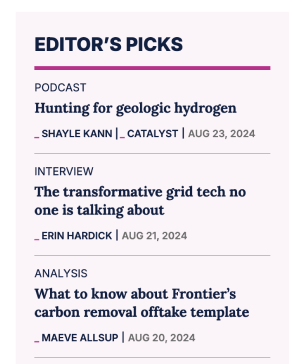 EDITOR'S PICKS
PODCAST
Hunting for geologic hydrogen
_ SHAYLE KANN | _ CATALYST | AUG 23, 2024
INTERVIEW
The transformative grid tech no
one is talking about
_ ERIN HARDICK | AUG 21, 2024
ANALYSIS
What to know about Frontier's
carbon removal offtake template
_ MAEVE ALLSUP | AUG 20, 2024